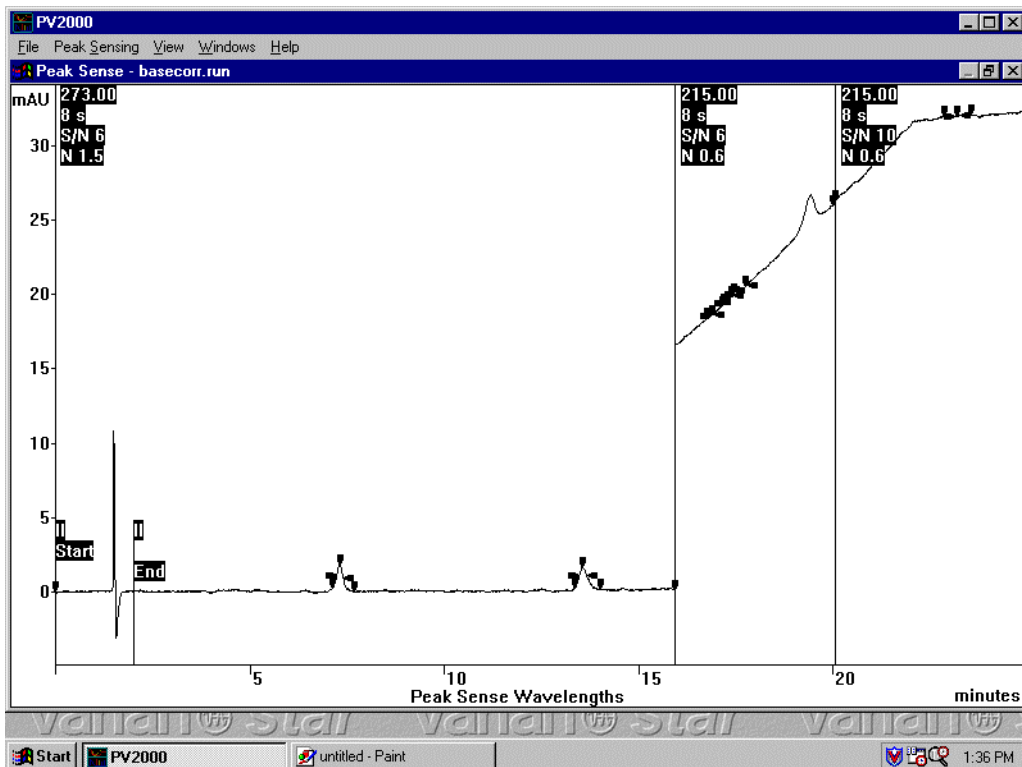 PV2000
File Peak Sensing View Windows Help
Peak Sense - basecorr.run
mAU
273.00
8 s
S/N 6
N 1.5
215.00
8 s
S/N 6
N 0.6
215.00
8 s
S/N 10
N 0.6
30
25
20
15
10
5
0
II
Start
II
End
5
10
15
20
Peak Sense Wavelengths
minutes
varian Star varian Star varian
Start PV2000 untitled - Paint 1:36 PM